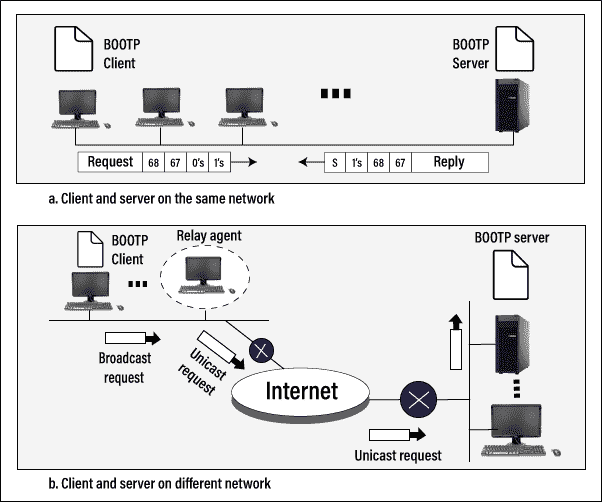 BOOTP
Client
BOOTP
Server
Request 68 67 0's 1's
S 1's 68 67 Reply
a. Client and server on the same network
BOOTP
Client
Relay agent
BOOTP server
Broadcast
request
Unicast
request
Internet
Unicast request
b. Client and server on different network